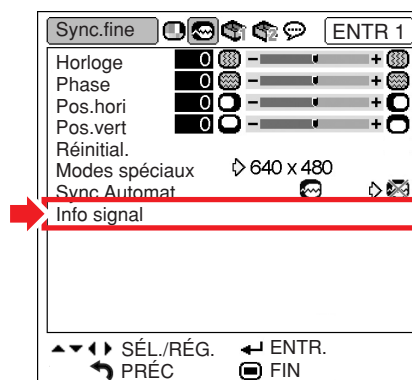 Sync.fine ENTR 1
Horloge 0 - +
Phase 0 - +
Pos.hori 0 - +
Pos.vert 0 - +
Réinitial.
Modes spéciaux 640 x 480
Sync Automat
Info signal
SÉL./RÉG. ENTR.
PRÉC FIN